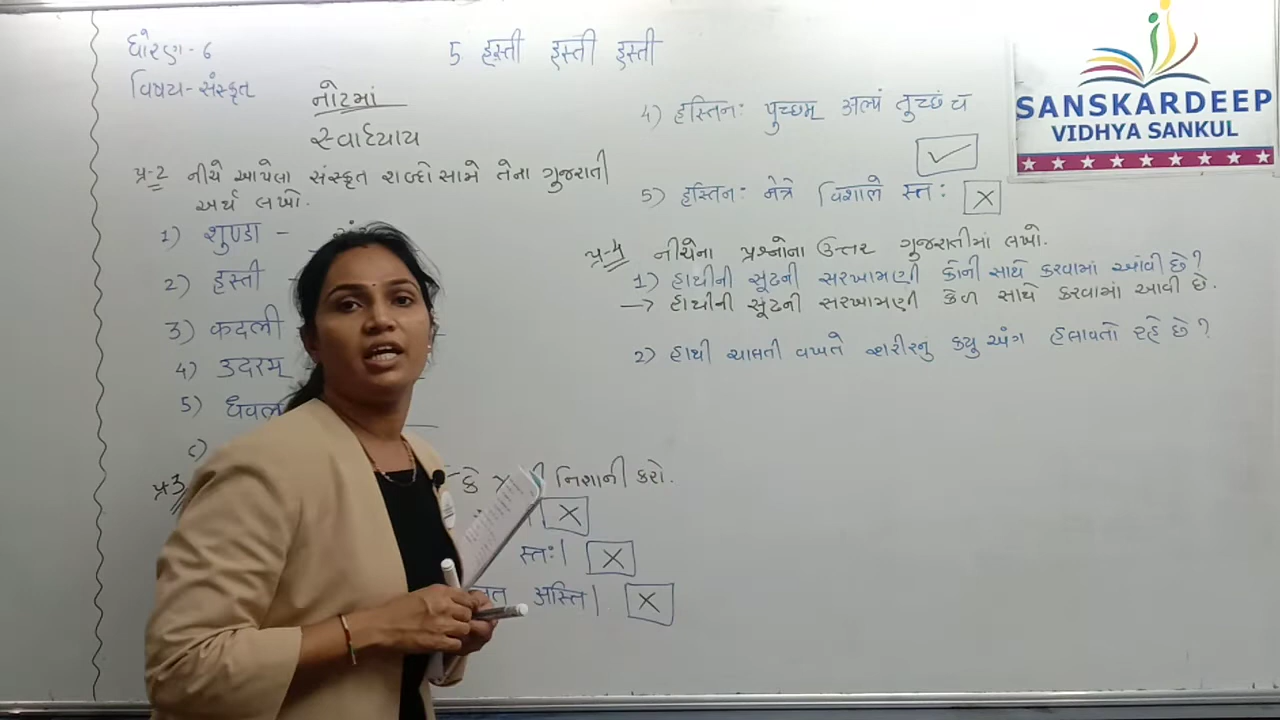 ધોરણ-૬
5 हस्ती हस्ती हस्ती
વિષય-સંસ્કૃત
નોટમાં
સ્વાધ્યાય
પ્ર-2 નીચે આપેલા સંસ્કૃત શબ્દો સામે તેના ગુજરાતી
અર્થ લખો.
1) शुण्डा -
2) हस्ती
3) कदली
4) उदरम्
5)
પ્ર-3
કે
નિશાની કરો.
स्तः।
अस्ति।
4) हस्तिनः पुच्छम् अल्पं तुच्छं च
5) हस्तिनः नेत्रे विशाले स्तः
પ્ર-4 નીચેના પ્રશ્નોના ઉત્તર ગુજરાતીમાં લખો.
1) હાથીની સૂંઢની સરખામણી કોની સાથે કરવામાં આવી છે?
→ હાથીની સૂંઢની સરખામણી કેળ સાથે કરવામાં આવી છે.
2) હાથી ચાલતી વખતે શરીરનુ કયુ અંગ હલાવતો રહે છે?
SANSKARDEEP
VIDHYA SANKUL